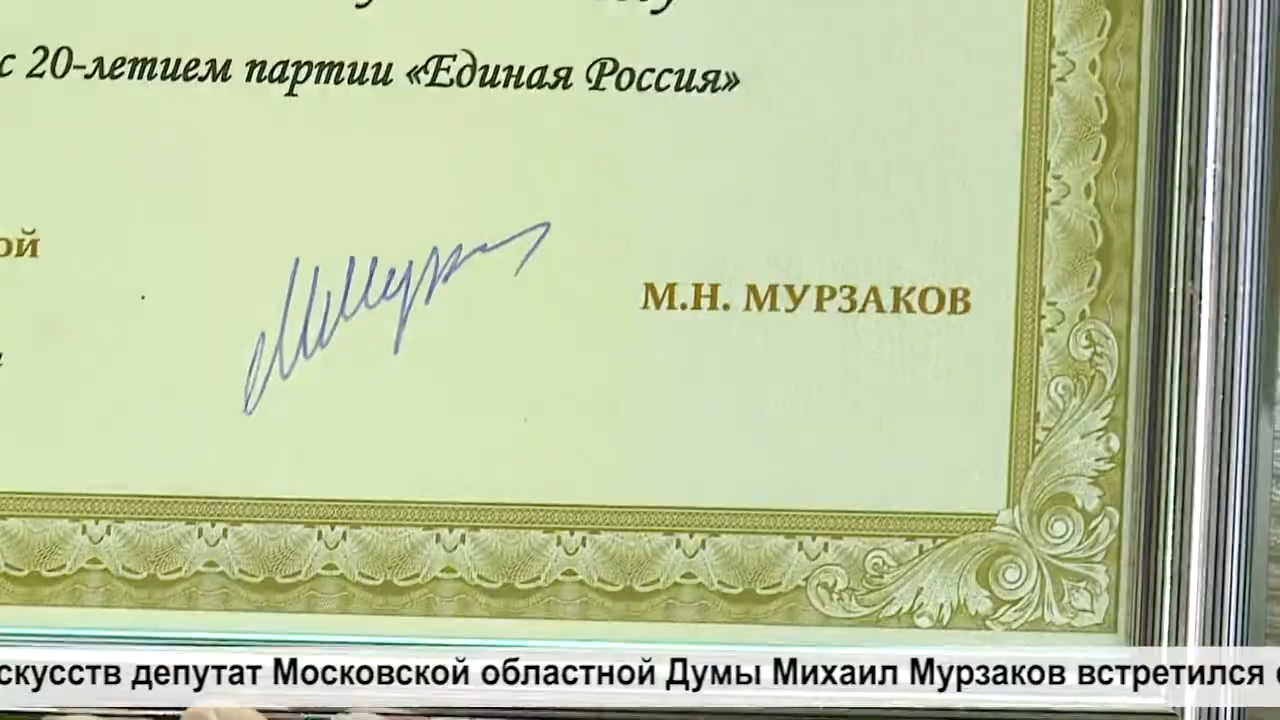 с 20-летием партии «Единая Россия»
ой
М.Н. МУРЗАКОВ
скусств депутат Московской областной Думы Михаил Мурзаков встретился с